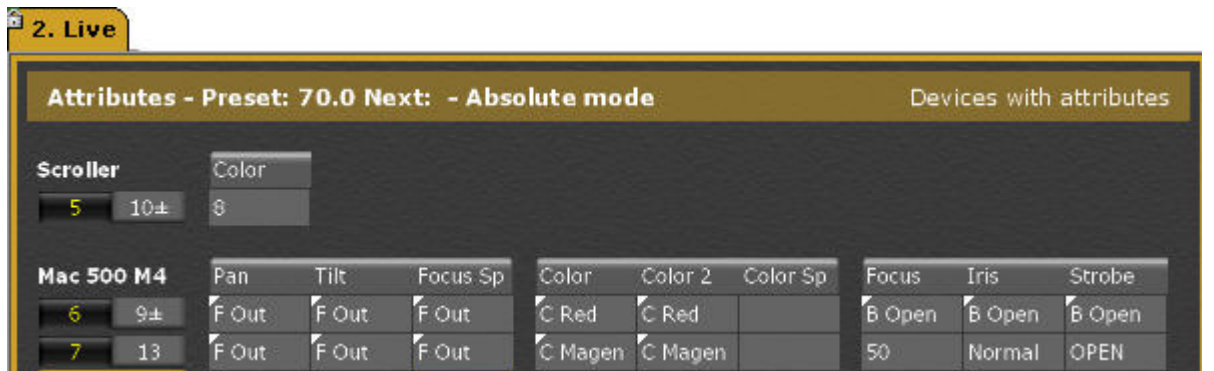 2. Live
Attributes - Preset: 70.0 Next: - Absolute mode Devices with attributes
Scroller Color
5 10± 8
Mac 500 M4 Pan Tilt Focus Sp Color Color 2 Color Sp Focus Iris Strobe
6 9± F Out F Out F Out C Red C Red B Open B Open B Open
7 13 F Out F Out F Out C Magen C Magen 50 Normal OPEN